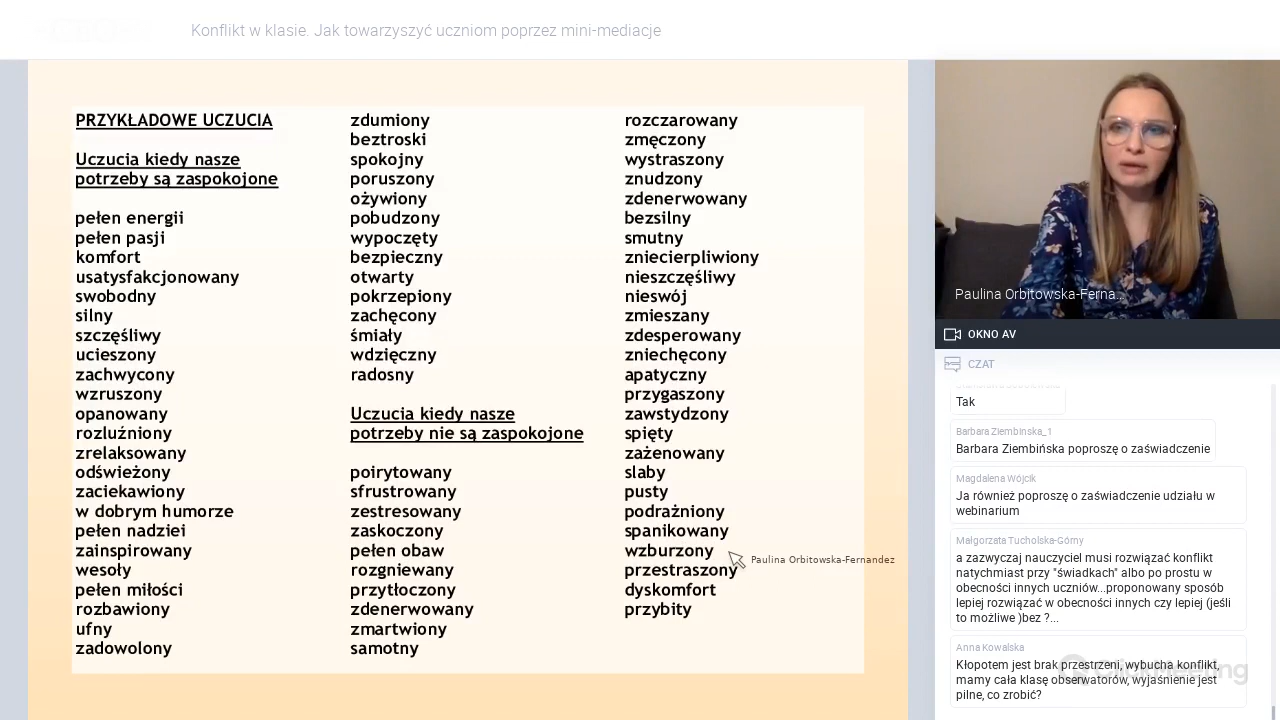 Konflikt w klasie. Jak towarzyszyć uczniom poprzez mini-mediacje
PRZYKŁADOWE UCZUCIA
Uczucia kiedy nasze
potrzeby są zaspokojone
pełen energii
pełen pasji
komfort
usatysfakcjonowany
swobodny
silny
szczęśliwy
ucieszony
zachwycony
wzruszony
opanowany
rozluźniony
zrelaksowany
odświeżony
zaciekawiony
w dobrym humorze
pełen nadziei
zainspirowany
wesoły
pełen miłości
rozbawiony
ufny
zadowolony
zdumiony
beztroski
spokojny
poruszony
ożywiony
pobudzony
wypoczęty
bezpieczny
otwarty
pokrzepiony
zachęcony
śmiały
wdzięczny
radosny
Uczucia kiedy nasze
potrzeby nie są zaspokojone
poirytowany
sfrustrowany
zestresowany
zaskoczony
pełen obaw
rozgniewany
przytłoczony
zdenerwowany
zmartwiony
samotny
rozczarowany
zmęczony
wystraszony
znudzony
zdenerwowany
bezsilny
smutny
zniecierpliwiony
nieszczęśliwy
nieswój
zmieszany
zdesperowany
zniechęcony
apatyczny
przygaszony
zawstydzony
spięty
zażenowany
slaby
pusty
podrażniony
spanikowany
wzburzony
przestraszony
dyskomfort
przybity
Paulina Orbitowska-Fernandez
Paulina Orbitowska-Ferna...
OKNO AV
CZAT
Tak
Barbara Ziembinska_1
Barbara Ziembińska poproszę o zaświadczenie
Magdalena Wójcik
Ja również poproszę o zaświadczenie udziału w
webinarium
Małgorzata Tucholska-Górny
a zazwyczaj nauczyciel musi rozwiązać konflikt
natychmiast przy "świadkach" albo po prostu w
obecności innych uczniów...proponowany sposób
lepiej rozwiązać w obecności innych czy lepiej (jeśli
to możliwe )bez ?...
Anna Kowalska
Kłopotem jest brak przestrzeni, wybucha konflikt,
mamy cała klasę obserwatorów, wyjaśnienie jest
pilne, co zrobić?
ClickMeeting